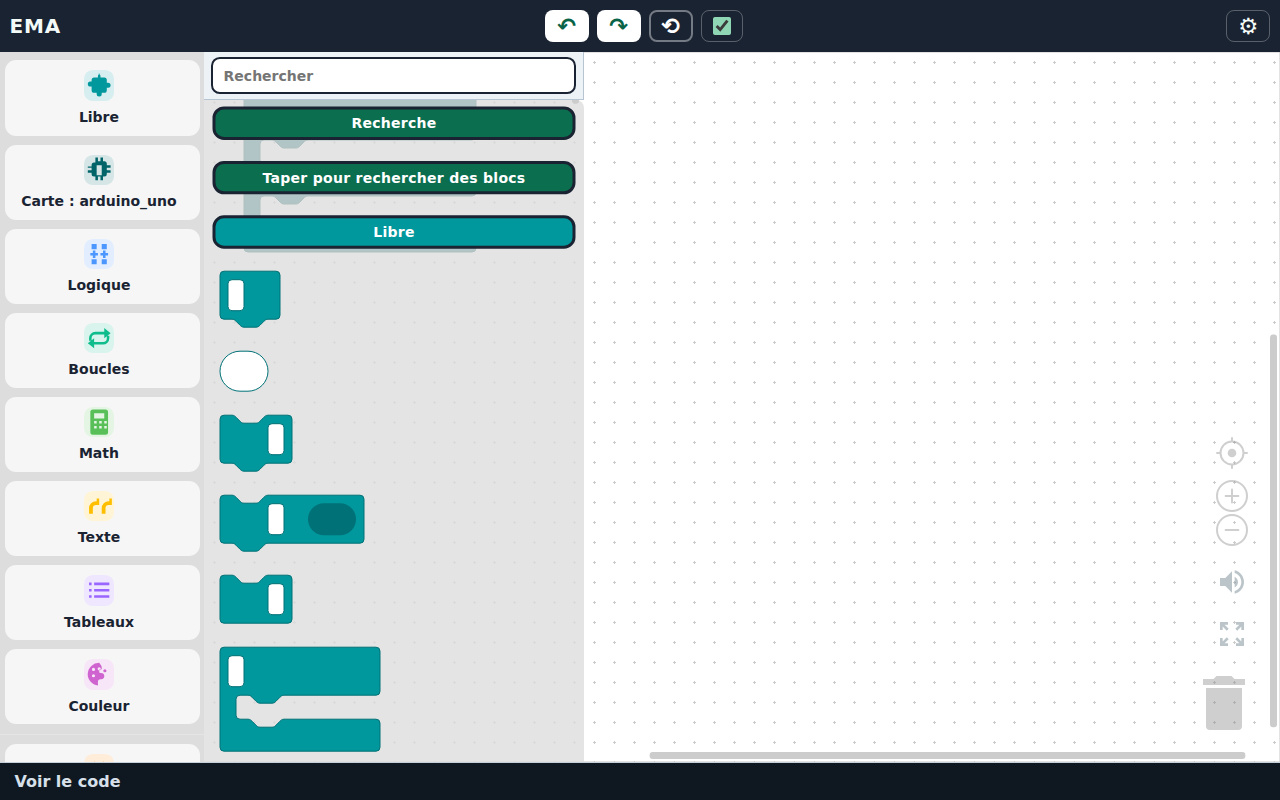 EMA
Rechercher
Libre
Carte : arduino_uno
Logique
Boucles
Math
Texte
Tableaux
Couleur
Recherche
Taper pour rechercher des blocs
Libre
Voir le code